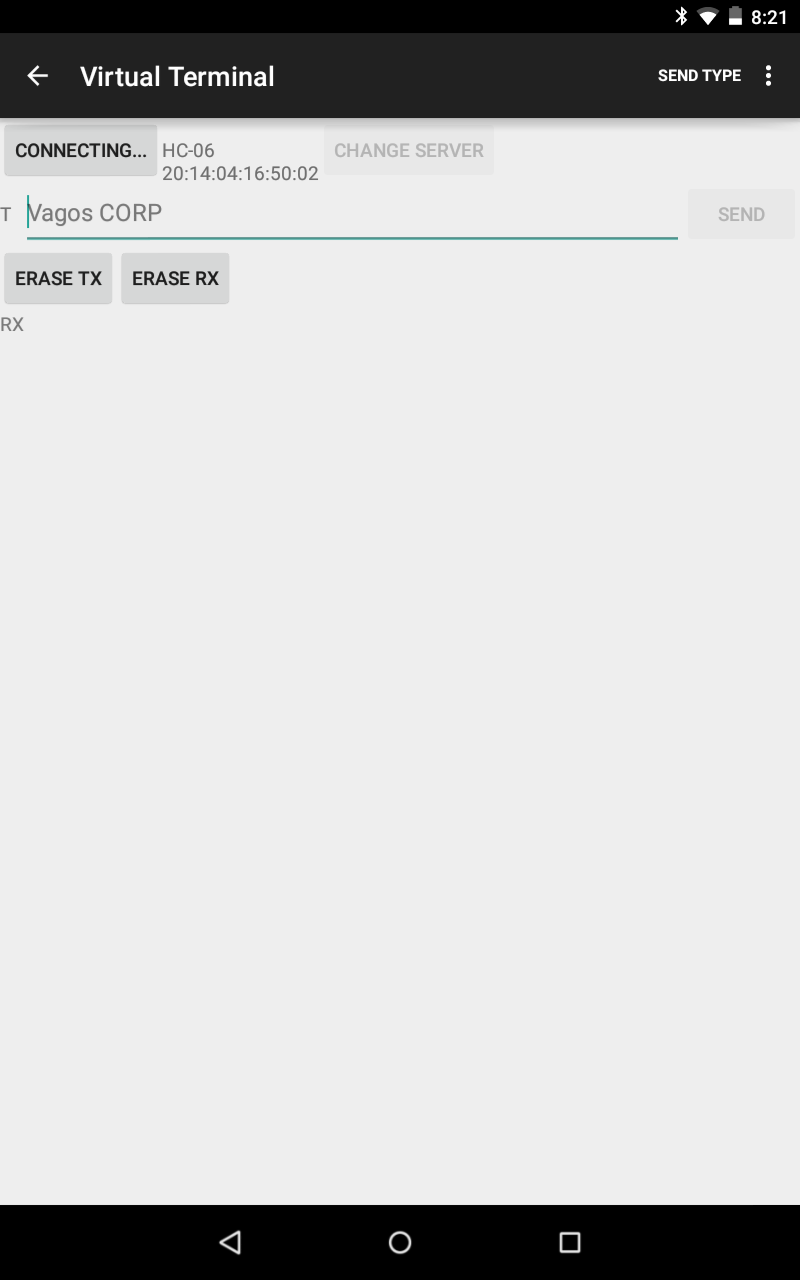 8:21
Virtual Terminal
SEND TYPE
CONNECTING...
HC-06
20:14:04:16:50:02
CHANGE SERVER
T
Vagos CORP
SEND
ERASE TX
ERASE RX
RX